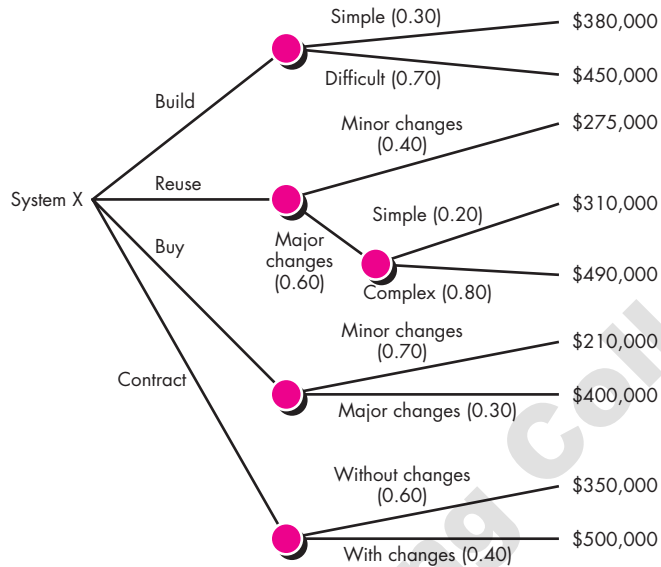 Simple (0.30)
$380,000
Difficult (0.70)
$450,000
Build
Minor changes
(0.40)
$275,000
System X
Reuse
Simple (0.20)
$310,000
Major
changes
(0.60)
Buy
Complex (0.80)
$490,000
Minor changes
(0.70)
$210,000
Contract
Major changes (0.30)
$400,000
Without changes
(0.60)
$350,000
With changes (0.40)
$500,000
ng Coll